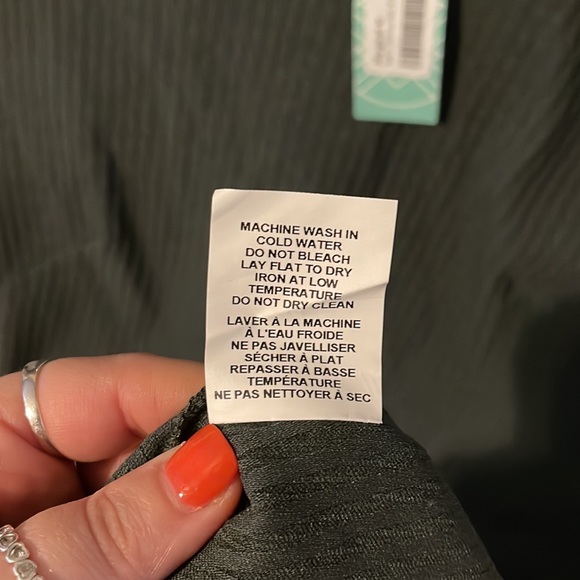 MACHINE WASH IN
COLD WATER
DO NOT BLEACH
LAY FLAT TO DRY
IRON AT LOW
TEMPERATURE
DO NOT DRY CLEAN
LAVER À LA MACHINE
À L'EAU FROIDE
NE PAS JAVELLISER
SÉCHER À PLAT
REPASSER À BASSE
TEMPÉRATURE
NE PAS NETTOYER À SEC